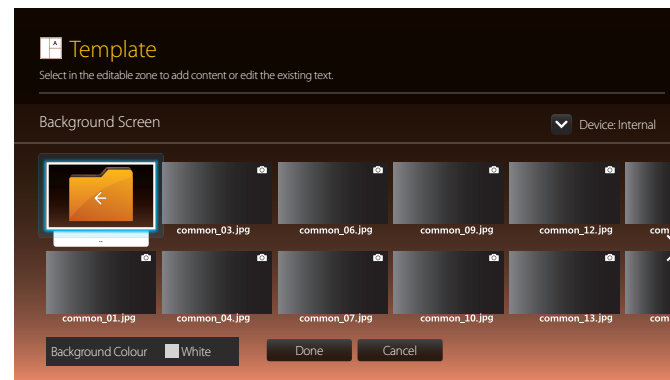 A
Template
Select in the editable zone to add content or edit the existing text.
Background Screen
Device: Internal
..
common_03.jpg
common_06.jpg
common_09.jpg
common_12.jpg
com
common_01.jpg
common_04.jpg
common_07.jpg
common_10.jpg
common_13.jpg
com
Background Colour
White
Done
Cancel